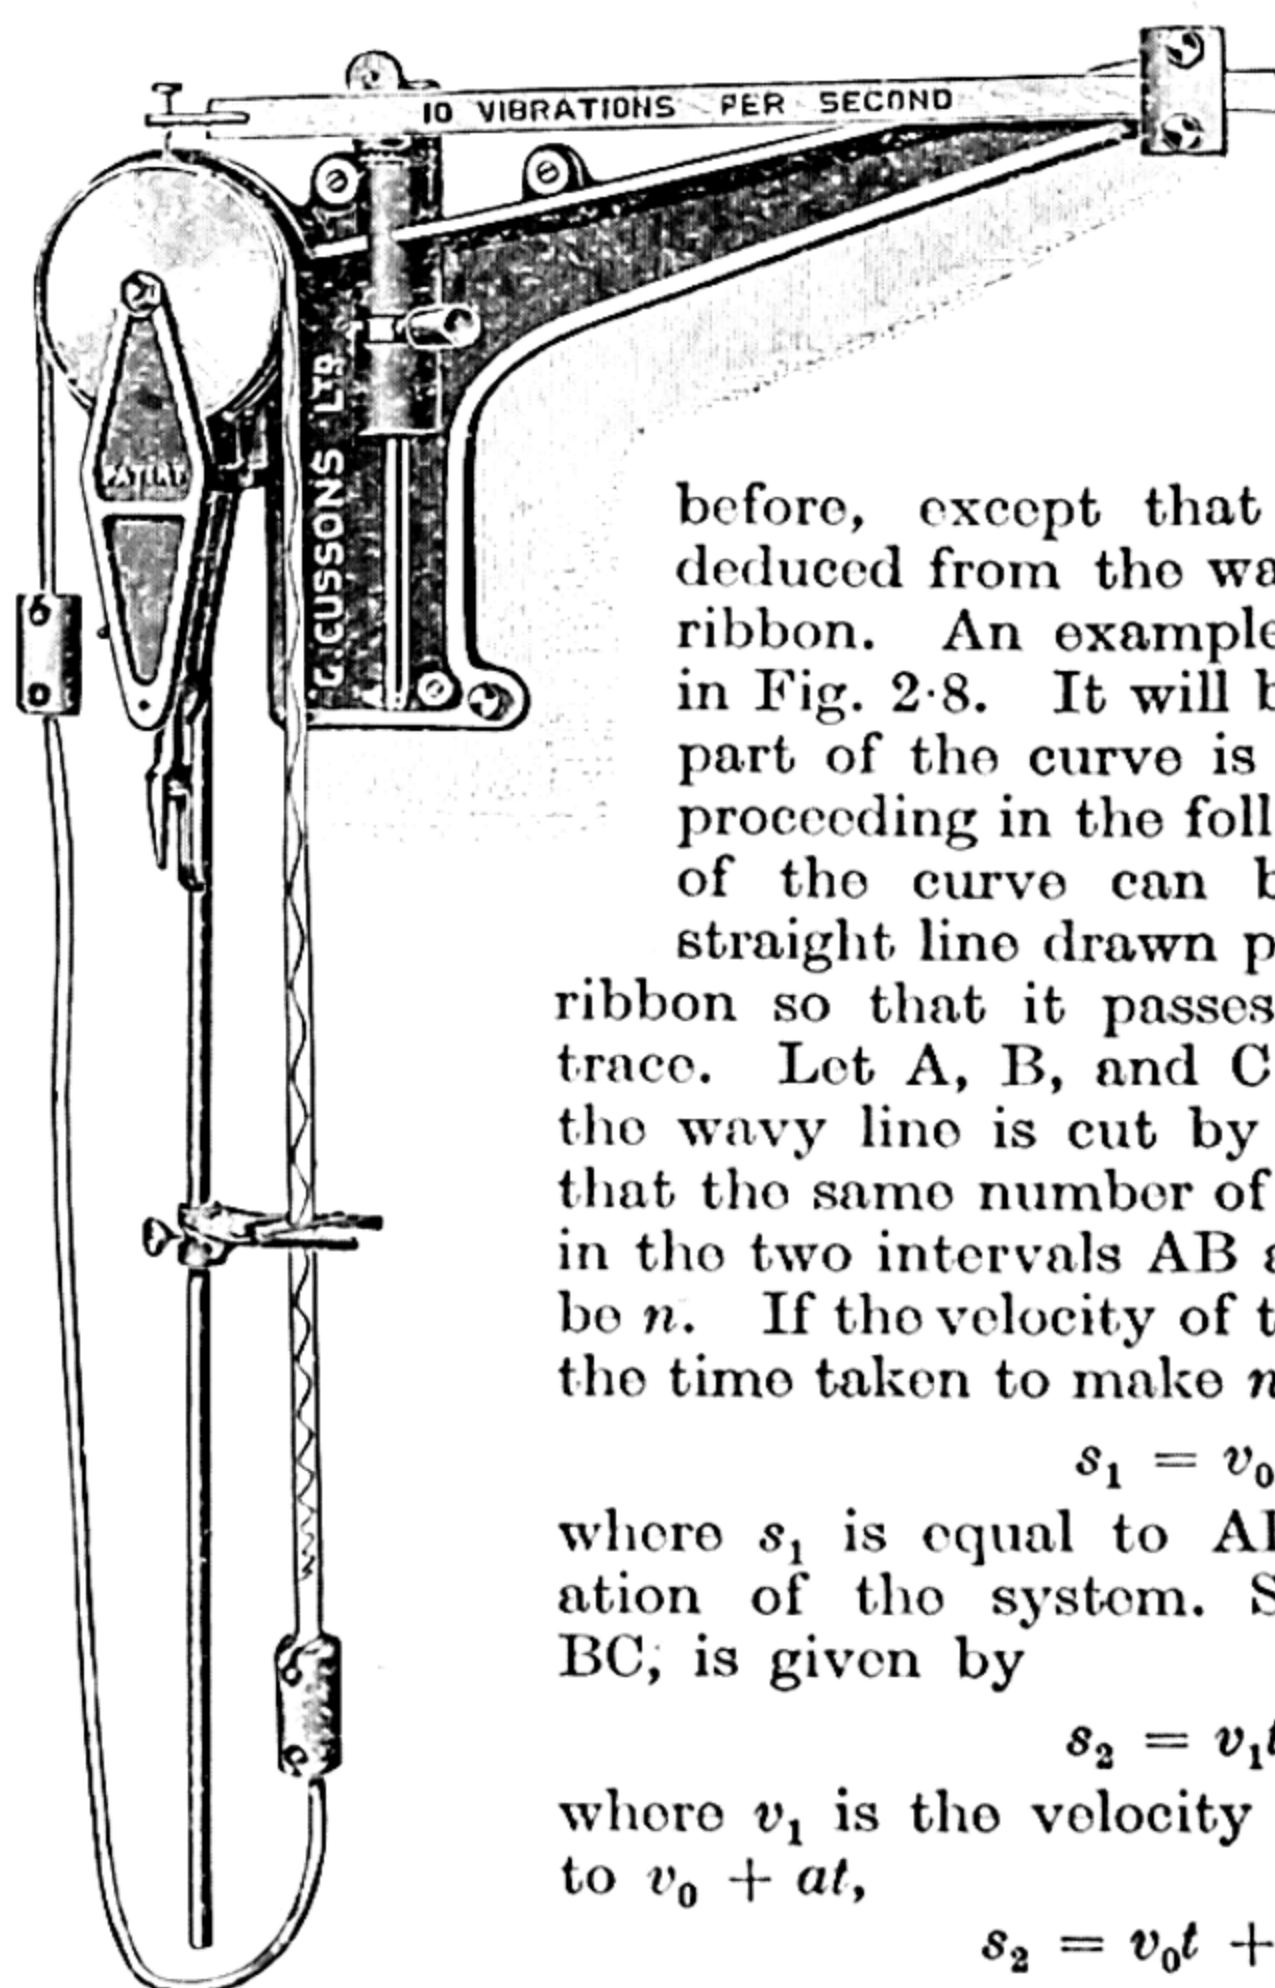 10 VIBRATIONS PER SECOND
PATENT
G. CUSSONS LTD
before, except that
deduced from the wa
ribbon. An example
in Fig. 2·8. It will b
part of the curve is
proceeding in the foll
of the curve can b
straight line drawn p
ribbon so that it passes
trace. Let A, B, and C
the wavy line is cut by
that the same number of
in the two intervals AB a
be n. If the velocity of t
the time taken to make n
s₁ = v₀
where s₁ is equal to AB
ation of the system. S
BC, is given by
s₂ = v₁t
where v₁ is the velocity
to v₀ + at,
s₂ = v₀t +